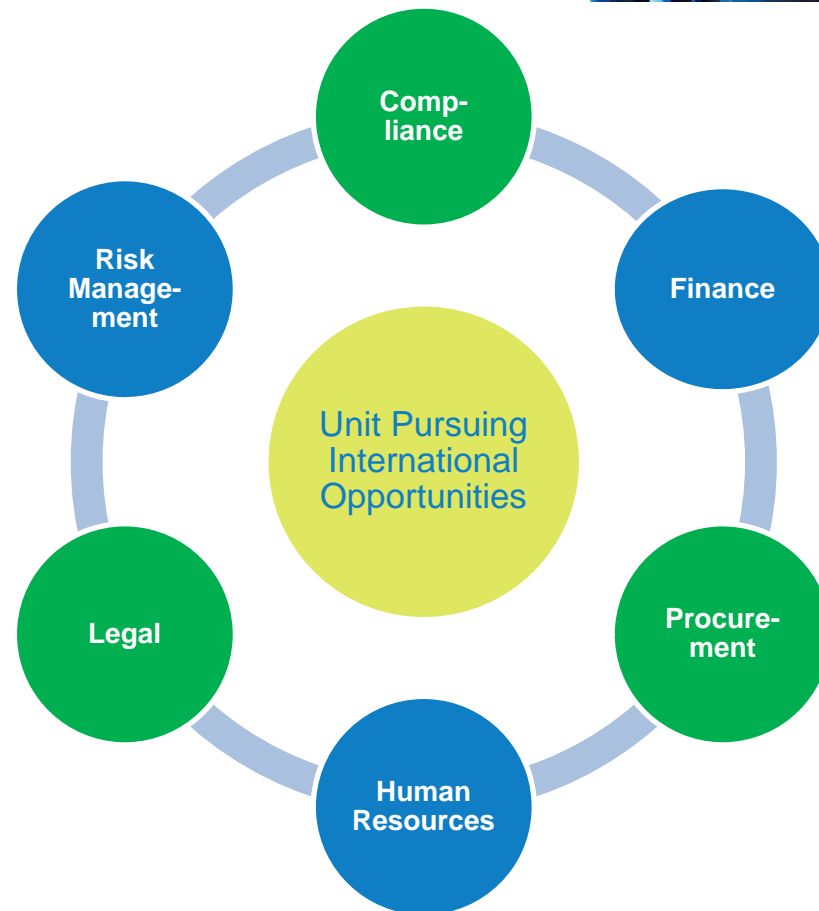 Comp-
liance
Risk
Manage-
ment
Finance
Unit Pursuing
International
Opportunities
Legal
Procure-
ment
Human
Resources